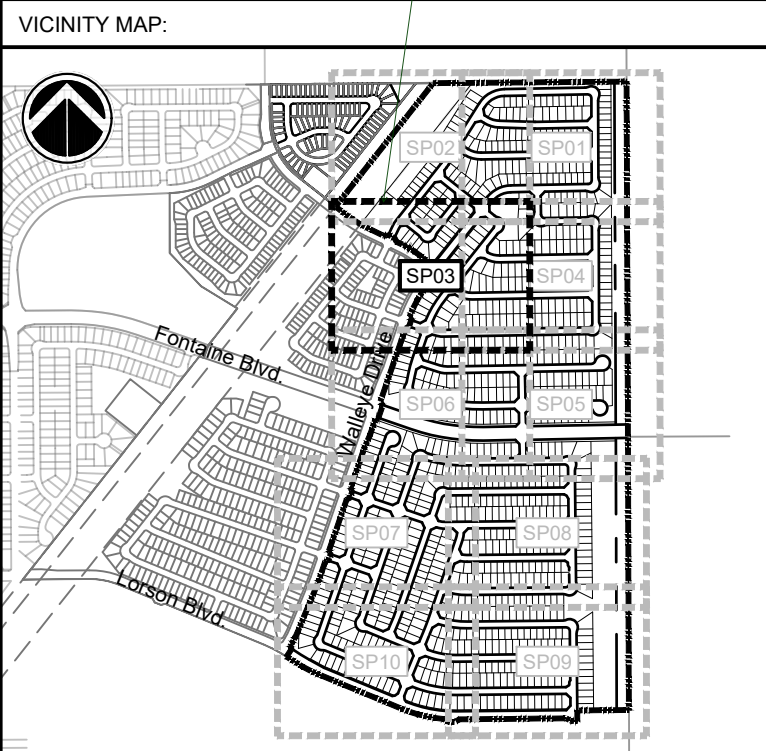 VICINITY MAP:
SP02
SP01
SP03
SP04
Fontaine Blvd.
Walleye Drive
SP06
SP05
SP07
SP08
Lorson Blvd.
SP10
SP09